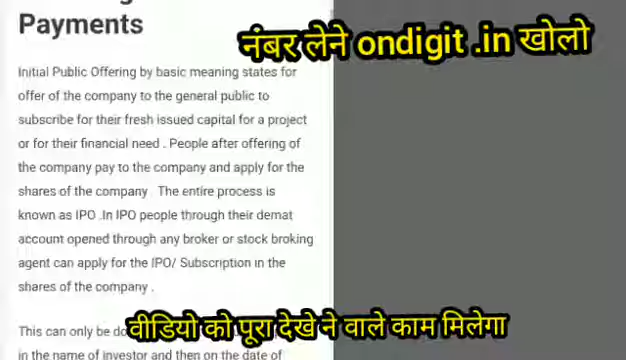 Payments
नंबर लेने ondigit .in खोलो
Initial Public Offering by basic meaning states for
offer of the company to the general public to
subscribe for their fresh issued capital for a project
or for their financial need . People after offering of
the company pay to the company and apply for the
shares of the company . The entire process is
known as IPO .In IPO people through their demat
account opened through any broker or stock broking
agent can apply for the IPO/ Subscription in the
shares of the company .
This can only be do
वीडियो को पूरा देखे ने वाले काम मिलेगा
in the name of investor and then on the date of